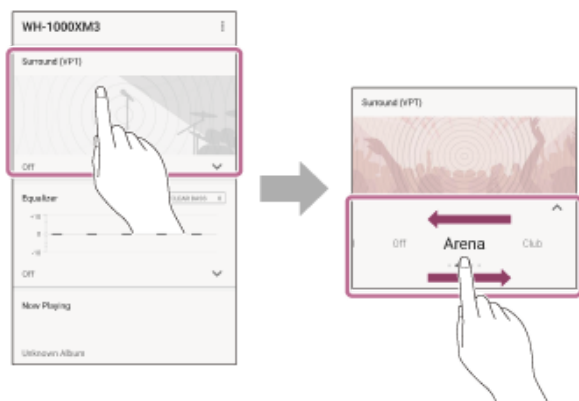 WH-1000XM3
Surround (VPT)
Off
Equalizer
CLEAR BASS 0
+10
0
-10
Off
Now Playing
Unknown Album
Surround (VPT)
Off Arena Club